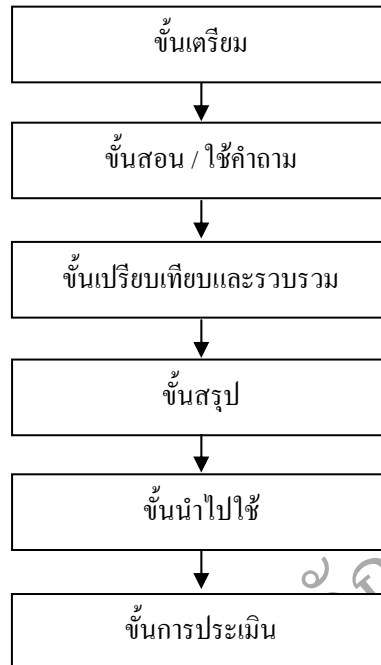 ขั้นเตรียม
ขั้นสอน / ใช้คำถาม
ขั้นเปรียบเทียบและรวบรวม
ขั้นสรุป
ขั้นนำไปใช้
ขั้นการประเมิน